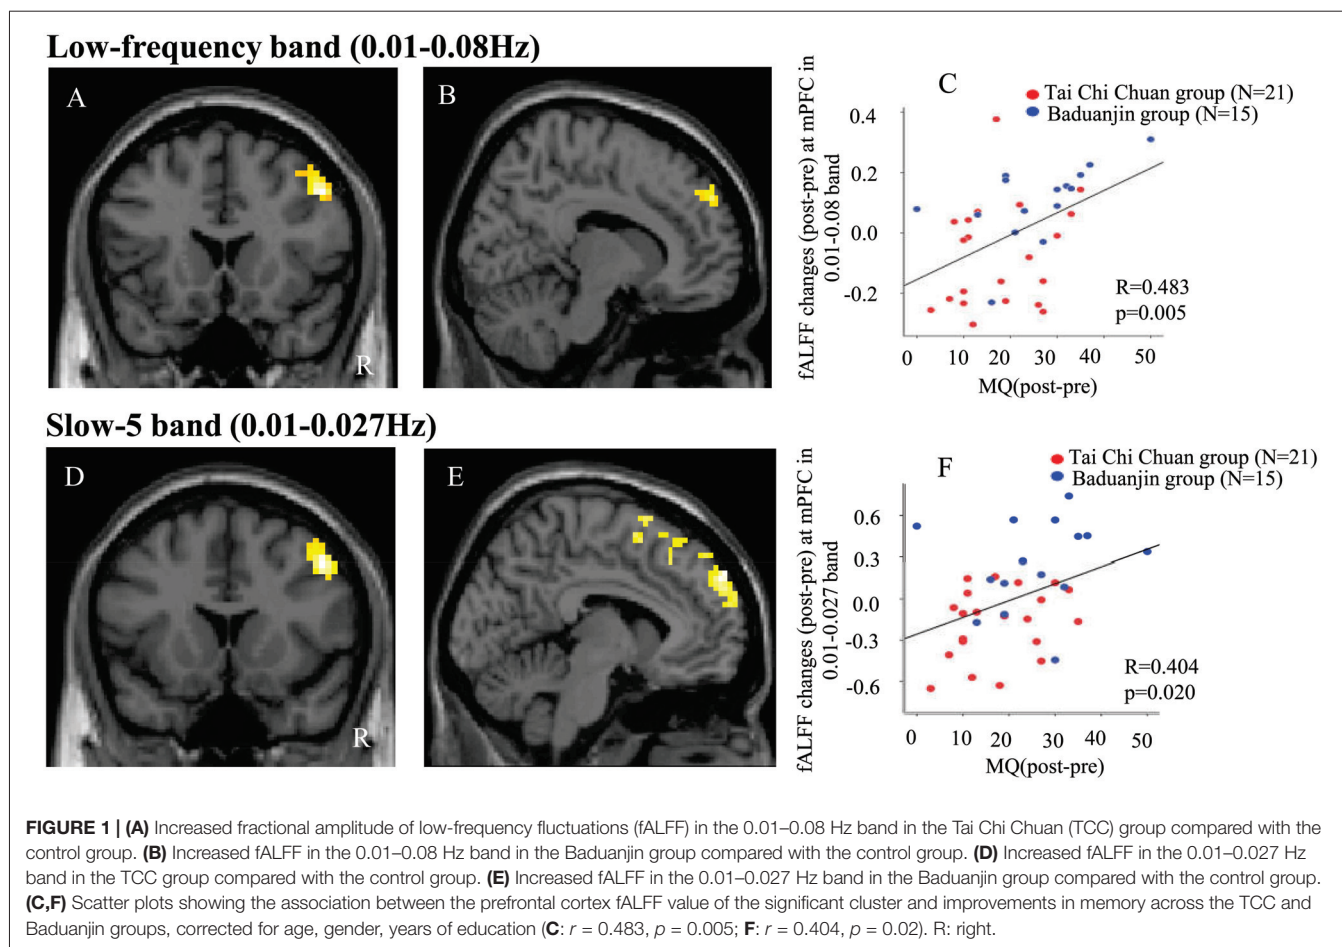 Low-frequency band (0.01-0.08Hz)
A
R
B
fALFF changes (post-pre) at mPFC in
0.01-0.08 band
C
Tai Chi Chuan group (N=21)
Baduanjin group (N=15)
0.4
0.2
0.0
-0.2
R=0.483
p=0.005
0 10 20 30 40 50
MQ(post-pre)
Slow-5 band (0.01-0.027Hz)
D
R
E
fALFF changes (post-pre) at mPFC in
0.01-0.027 band
F
Tai Chi Chuan group (N=21)
Baduanjin group (N=15)
0.6
0.3
0.0
-0.3
-0.6
R=0.404
p=0.020
0 10 20 30 40 50
MQ(post-pre)
FIGURE 1 | (A) Increased fractional amplitude of low-frequency fluctuations (fALFF) in the 0.01–0.08 Hz band in the Tai Chi Chuan (TCC) group compared with the
control group. (B) Increased fALFF in the 0.01–0.08 Hz band in the Baduanjin group compared with the control group. (D) Increased fALFF in the 0.01–0.027 Hz
band in the TCC group compared with the control group. (E) Increased fALFF in the 0.01–0.027 Hz band in the Baduanjin group compared with the control group.
(C,F) Scatter plots showing the association between the prefrontal cortex fALFF value of the significant cluster and improvements in memory across the TCC and
Baduanjin groups, corrected for age, gender, years of education (C: r = 0.483, p = 0.005; F: r = 0.404, p = 0.02). R: right.